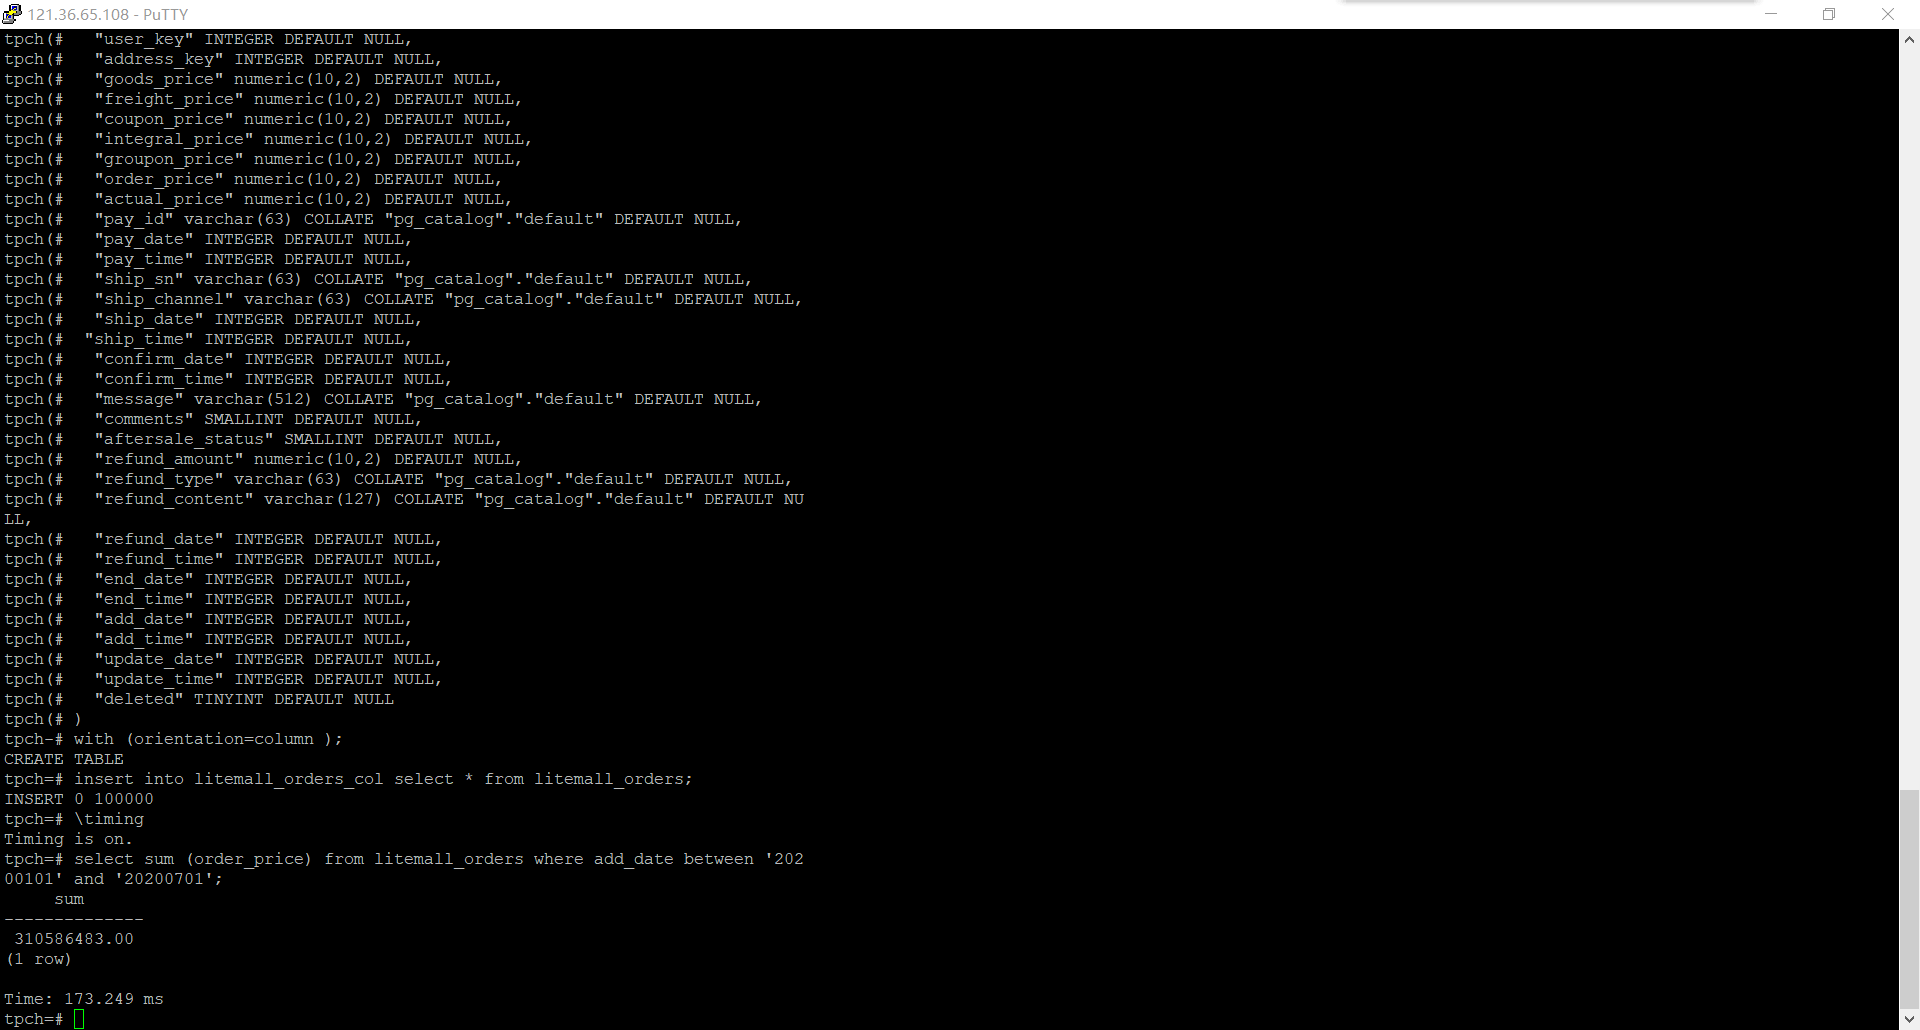 121.36.65.108 - PuTTY
tpch(#   "user_key" INTEGER DEFAULT NULL,
tpch(#   "address_key" INTEGER DEFAULT NULL,
tpch(#   "goods_price" numeric(10,2) DEFAULT NULL,
tpch(#   "freight_price" numeric(10,2) DEFAULT NULL,
tpch(#   "coupon_price" numeric(10,2) DEFAULT NULL,
tpch(#   "integral_price" numeric(10,2) DEFAULT NULL,
tpch(#   "groupon_price" numeric(10,2) DEFAULT NULL,
tpch(#   "order_price" numeric(10,2) DEFAULT NULL,
tpch(#   "actual_price" numeric(10,2) DEFAULT NULL,
tpch(#   "pay_id" varchar(63) COLLATE "pg_catalog"."default" DEFAULT NULL,
tpch(#   "pay_date" INTEGER DEFAULT NULL,
tpch(#   "pay_time" INTEGER DEFAULT NULL,
tpch(#   "ship_sn" varchar(63) COLLATE "pg_catalog"."default" DEFAULT NULL,
tpch(#   "ship_channel" varchar(63) COLLATE "pg_catalog"."default" DEFAULT NULL,
tpch(#   "ship_date" INTEGER DEFAULT NULL,
tpch(#  "ship_time" INTEGER DEFAULT NULL,
tpch(#   "confirm_date" INTEGER DEFAULT NULL,
tpch(#   "confirm_time" INTEGER DEFAULT NULL,
tpch(#   "message" varchar(512) COLLATE "pg_catalog"."default" DEFAULT NULL,
tpch(#   "comments" SMALLINT DEFAULT NULL,
tpch(#   "aftersale_status" SMALLINT DEFAULT NULL,
tpch(#   "refund_amount" numeric(10,2) DEFAULT NULL,
tpch(#   "refund_type" varchar(63) COLLATE "pg_catalog"."default" DEFAULT NULL,
tpch(#   "refund_content" varchar(127) COLLATE "pg_catalog"."default" DEFAULT NU
LL,
tpch(#   "refund_date" INTEGER DEFAULT NULL,
tpch(#   "refund_time" INTEGER DEFAULT NULL,
tpch(#   "end_date" INTEGER DEFAULT NULL,
tpch(#   "end_time" INTEGER DEFAULT NULL,
tpch(#   "add_date" INTEGER DEFAULT NULL,
tpch(#   "add_time" INTEGER DEFAULT NULL,
tpch(#   "update_date" INTEGER DEFAULT NULL,
tpch(#   "update_time" INTEGER DEFAULT NULL,
tpch(#   "deleted" TINYINT DEFAULT NULL
tpch(# )
tpch-# with (orientation=column );
CREATE TABLE
tpch=# insert into litemall_orders_col select * from litemall_orders;
INSERT 0 100000
tpch=# \timing
Timing is on.
tpch=# select sum (order_price) from litemall_orders where add_date between '202
00101' and '20200701';
     sum
--------------
 310586483.00
(1 row)
Time: 173.249 ms
tpch=#